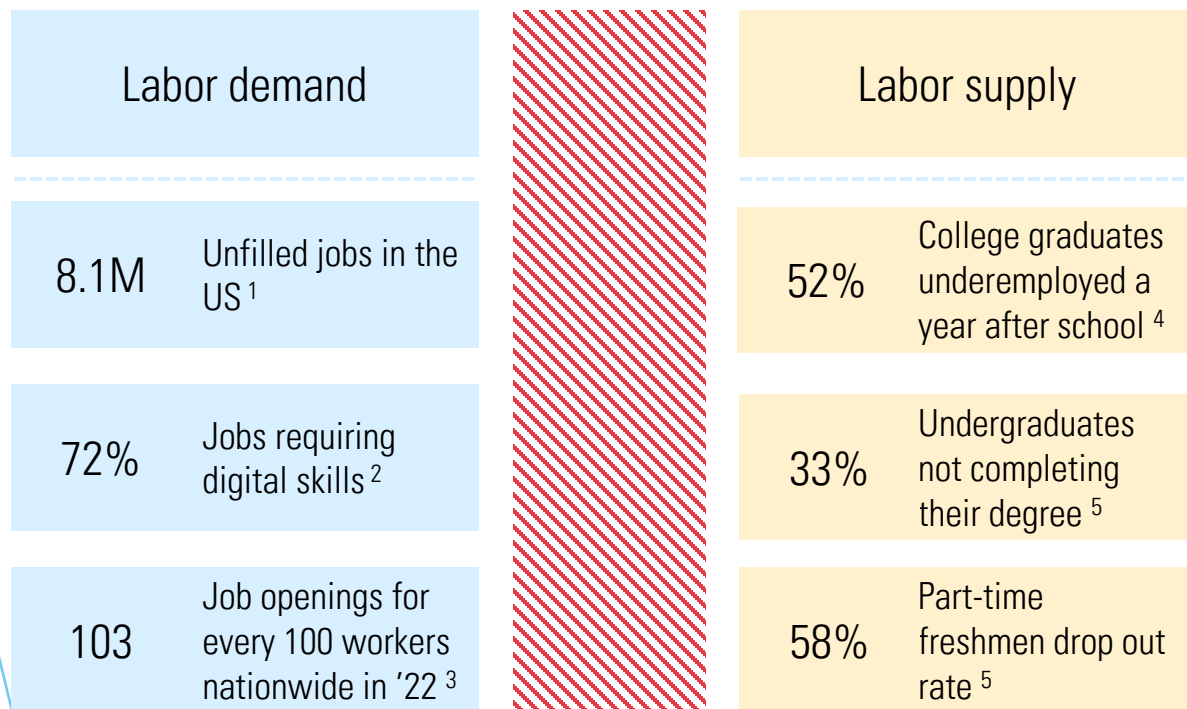 Labor demand
8.1M
Unfilled jobs in the
US 1
72%
Jobs requiring
digital skills 2
103
Job openings for
every 100 workers
nationwide in ’22 3
Labor supply
52%
College graduates
underemployed a
year after school 4
33%
Undergraduates
not completing
their degree 5
58%
Part-time
freshmen drop out
rate 5